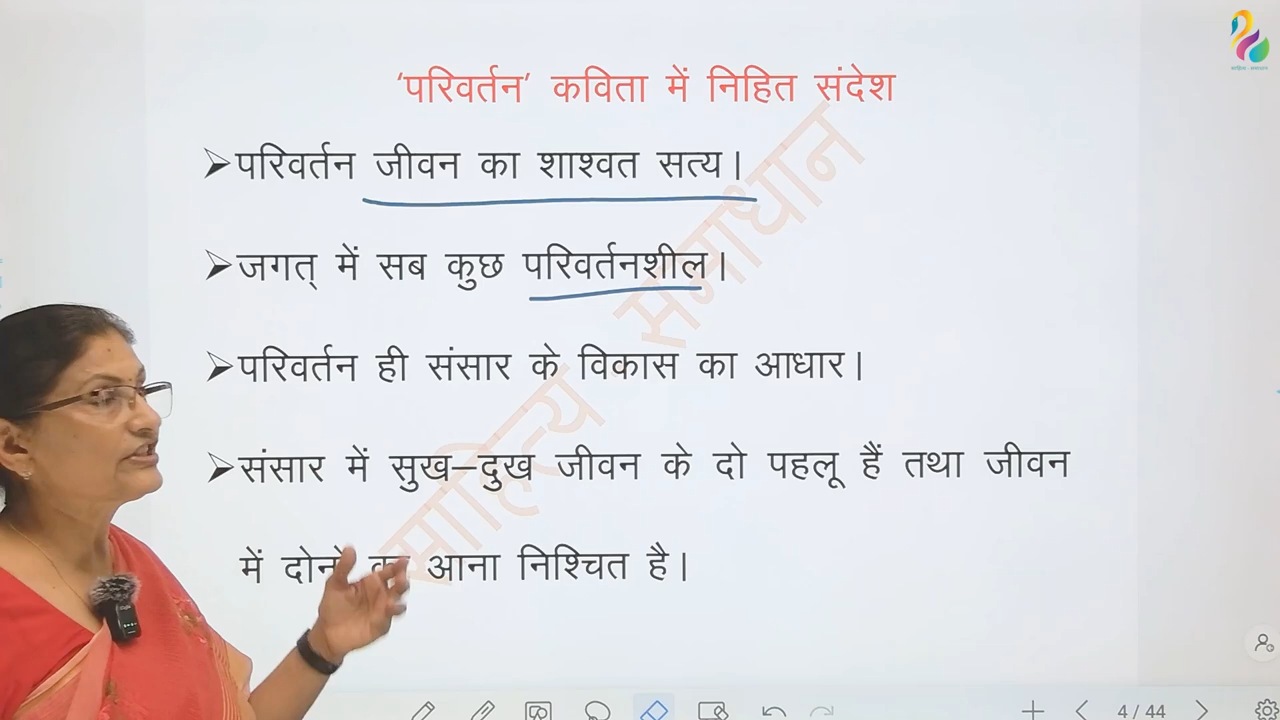 'परिवर्तन' कविता में निहित संदेश
➢परिवर्तन जीवन का शाश्वत सत्य।
➢जगत् में सब कुछ परिवर्तनशील।
➢परिवर्तन ही संसार के विकास का आधार।
➢संसार में सुख–दुख जीवन के दो पहलू हैं तथा जीवन
में आना निश्चित है।
साहित्य समाधान
4 / 44